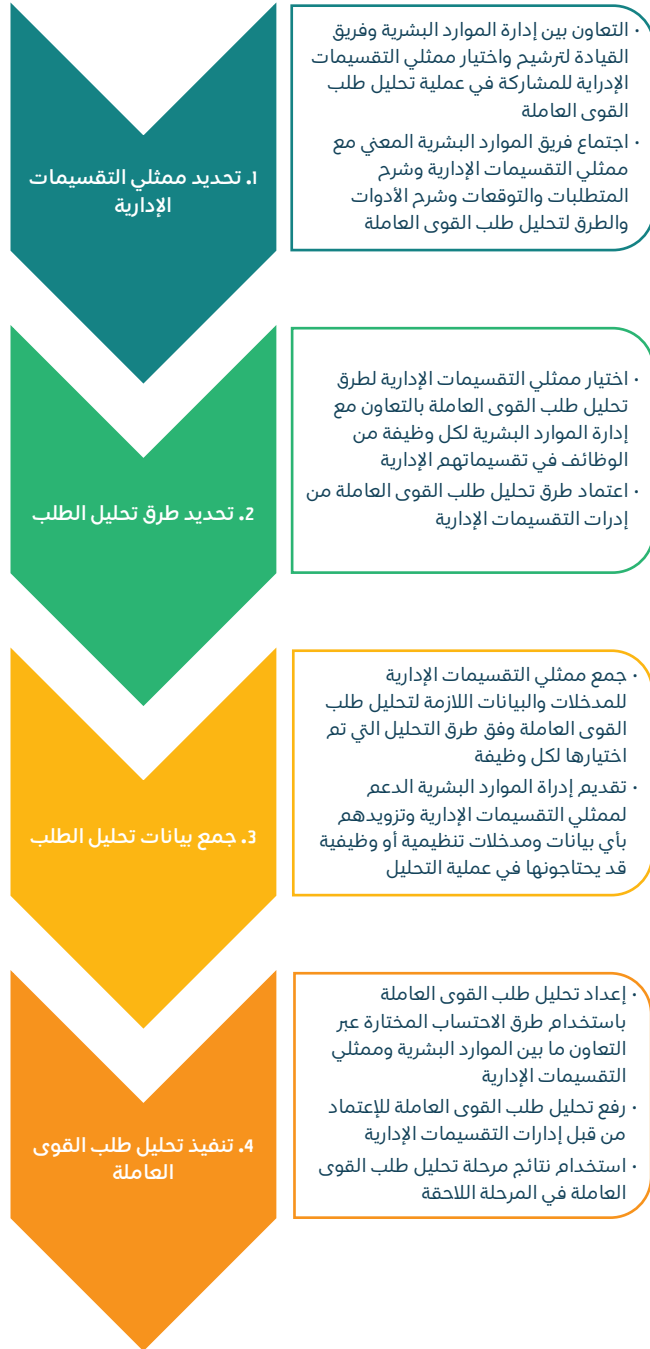 ١. تحديد ممثلي التقسيمات
الإدارية
· التعاون بين إدارة الموارد البشرية وفريق
القيادة لترشيح واختيار ممثلي التقسيمات
الإدراية للمشاركة في عملية تحليل طلب
القوى العاملة
· اجتماع فريق الموارد البشرية المعني مع
ممثلي التقسيمات الإدارية وشرح
المتطلبات والتوقعات وشرح الأدوات
والطرق لتحليل طلب القوى العاملة
٢. تحديد طرق تحليل الطلب
· اختيار ممثلي التقسيمات الإدارية لطرق
تحليل طلب القوى العاملة بالتعاون مع
إدارة الموارد البشرية لكل وظيفة من
الوظائف في تقسيماتهم الإدارية
· اعتماد طرق تحليل طلب القوى العاملة من
إدرات التقسيمات الإدارية
٣. جمع بيانات تحليل الطلب
· جمع ممثلي التقسيمات الإدارية
للمدخلات والبيانات اللازمة لتحليل طلب
القوى العاملة وفق طرق التحليل التي تم
اختيارها لكل وظيفة
· تقديم إدراة الموارد البشرية الدعم
لممثلي التقسيمات الإدارية وتزويدهم
بأي بيانات ومدخلات تنظيمية أو وظيفية
قد يحتاجونها في عملية التحليل
٤. تنفيذ تحليل طلب القوى
العاملة
· إعداد تحليل طلب القوى العاملة
باستخدام طرق الاحتساب المختارة عبر
التعاون ما بين الموارد البشرية وممثلي
التقسيمات الإدارية
· رفع تحليل طلب القوى العاملة للإعتماد
من قبل إدارات التقسيمات الإدارية
· استخدام نتائج مرحلة تحليل طلب القوى
العاملة في المرحلة اللاحقة